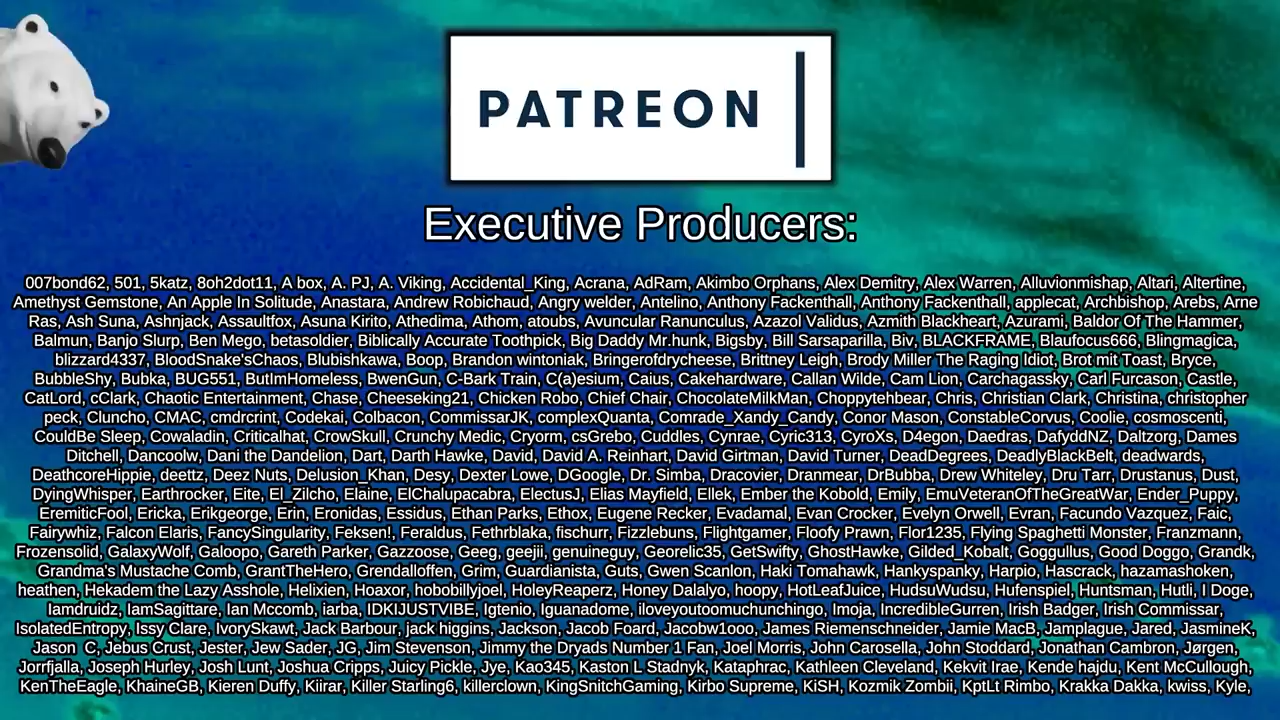 PATREON
Executive Producers:
007bond62, 501, 5katz, 8oh2dot11, A box, A. PJ, A. Viking, Accidental_King, Acrana, AdRam, Akimbo Orphans, Alex Demitry, Alex Warren, Alluvionmishap, Altari, Altertine,
Amethyst Gemstone, An Apple In Solitude, Anastara, Andrew Robichaud, Angry welder, Antelino, Anthony Fackenthall, Anthony Fackenthall, applecat, Archbishop, Arebs, Arne
Ras, Ash Suna, Ashnjack, Assaultfox, Asuna Kirito, Athedima, Athom, atoubs, Avuncular Ranunculus, Azazol Validus, Azmith Blackheart, Azurami, Baldor Of The Hammer,
Balmun, Banjo Slurp, Ben Mego, betasoldier, Biblically Accurate Toothpick, Big Daddy Mr.hunk, Bigsby, Bill Sarsaparilla, Biv, BLACKFRAME, Blaufocus666, Blingmagica,
blizzard4337, BloodSnake'sChaos, Blubishkawa, Boop, Brandon wintoniak, Bringerofdrycheese, Brittney Leigh, Brody Miller The Raging Idiot, Brot mit Toast, Bryce,
BubbleShy, Bubka, BUG551, ButImHomeless, BwenGun, C-Bark Train, C(a)esium, Caius, Cakehardware, Callan Wilde, Cam Lion, Carchagassky, Carl Furcason, Castle,
CatLord, cClark, Chaotic Entertainment, Chase, Cheeseking21, Chicken Robo, Chief Chair, ChocolateMilkMan, Choppytehbear, Chris, Christian Clark, Christina, christopher
peck, Cluncho, CMAC, cmdrcrint, Codekai, Colbacon, CommissarJK, complexQuanta, Comrade_Xandy_Candy, Conor Mason, ConstableCorvus, Coolie, cosmoscenti,
CouldBe Sleep, Cowaladin, Criticalhat, CrowSkull, Crunchy Medic, Cryorm, csGrebo, Cuddles, Cynrae, Cyric313, CyroXs, D4egon, Daedras, DafyddNZ, Daltzorg, Dames
Ditchell, Dancoolw, Dani the Dandelion, Dart, Darth Hawke, David, David A. Reinhart, David Girtman, David Turner, DeadDegrees, DeadlyBlackBelt, deadwards,
DeathcoreHippie, deettz, Deez Nuts, Delusion_Khan, Desy, Dexter Lowe, DGoogle, Dr. Simba, Dracovier, Dranmear, DrBubba, Drew Whiteley, Dru Tarr, Drustanus, Dust,
DyingWhisper, Earthrocker, Eite, El_Zilcho, Elaine, ElChalupacabra, ElectusJ, Elias Mayfield, Ellek, Ember the Kobold, Emily, EmuVeteranOfTheGreatWar, Ender_Puppy,
EremiticFool, Ericka, Erikgeorge, Erin, Eronidas, Essidus, Ethan Parks, Ethox, Eugene Recker, Evadamal, Evan Crocker, Evelyn Orwell, Evran, Facundo Vazquez, Faic,
Fairywhiz, Falcon Elaris, FancySingularity, Feksen!, Feraldus, Fethrblaka, fischurr, Fizzlebuns, Flightgamer, Floofy Prawn, Flor1235, Flying Spaghetti Monster, Franzmann,
Frozensolid, GalaxyWolf, Galoopo, Gareth Parker, Gazzoose, Geeg, geejii, genuineguy, Georelic35, GetSwifty, GhostHawke, Gilded_Kobalt, Goggullus, Good Doggo, Grandk,
Grandma's Mustache Comb, GrantTheHero, Grendalloffen, Grim, Guardianista, Guts, Gwen Scanlon, Haki Tomahawk, Hankyspanky, Harpio, Hascrack, hazamashoken,
heathen, Hekadem the Lazy Asshole, Helixien, Hoaxor, hobobillyjoel, HoleyReaperz, Honey Dalalyo, hoopy, HotLeafJuice, HudsuWudsu, Hufenspiel, Huntsman, Hutli, I Doge,
Iamdruidz, IamSagittare, Ian Mccomb, iarba, IDKIJUSTVIBE, Igtenio, Iguanadome, iloveyoutoomuchunchingo, Imoja, IncredibleGurren, Irish Badger, Irish Commissar,
IsolatedEntropy, Issy Clare, IvorySkawt, Jack Barbour, jack higgins, Jackson, Jacob Foard, Jacobw1ooo, James Riemenschneider, Jamie MacB, Jamplague, Jared, JasmineK,
Jason_C, Jebus Crust, Jester, Jew Sader, JG, Jim Stevenson, Jimmy the Dryads Number 1 Fan, Joel Morris, John Carosella, John Stoddard, Jonathan Cambron, Jørgen,
Jorrfjalla, Joseph Hurley, Josh Lunt, Joshua Cripps, Juicy Pickle, Jye, Kao345, Kaston L Stadnyk, Kataphrac, Kathleen Cleveland, Kekvit Irae, Kende hajdu, Kent McCullough,
KenTheEagle, KhaineGB, Kieren Duffy, Kiirar, Killer Starling6, killerclown, KingSnitchGaming, Kirbo Supreme, KiSH, Kozmik Zombii, KptLt Rimbo, Krakka Dakka, kwiss, Kyle,